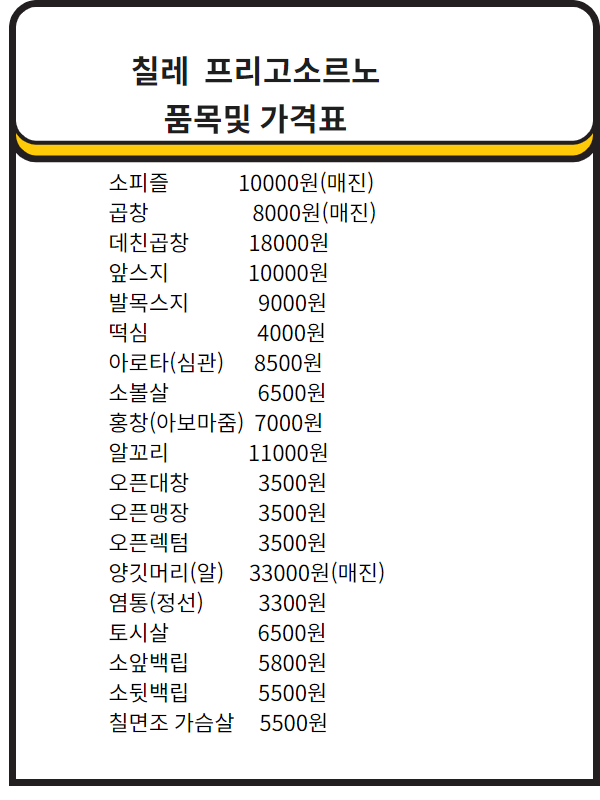 칠레 프리고소르노
품목및 가격표
소피즐 10000원(매진)
곱창 8000원(매진)
데친곱창 18000원
앞스지 10000원
발목스지 9000원
떡심 4000원
아로타(심관) 8500원
소볼살 6500원
홍창(아보마줌) 7000원
알꼬리 11000원
오픈대창 3500원
오픈맹장 3500원
오픈렉텀 3500원
양깃머리(알) 33000원(매진)
염통(정선) 3300원
토시살 6500원
소앞백립 5800원
소뒷백립 5500원
칠면조 가슴살 5500원